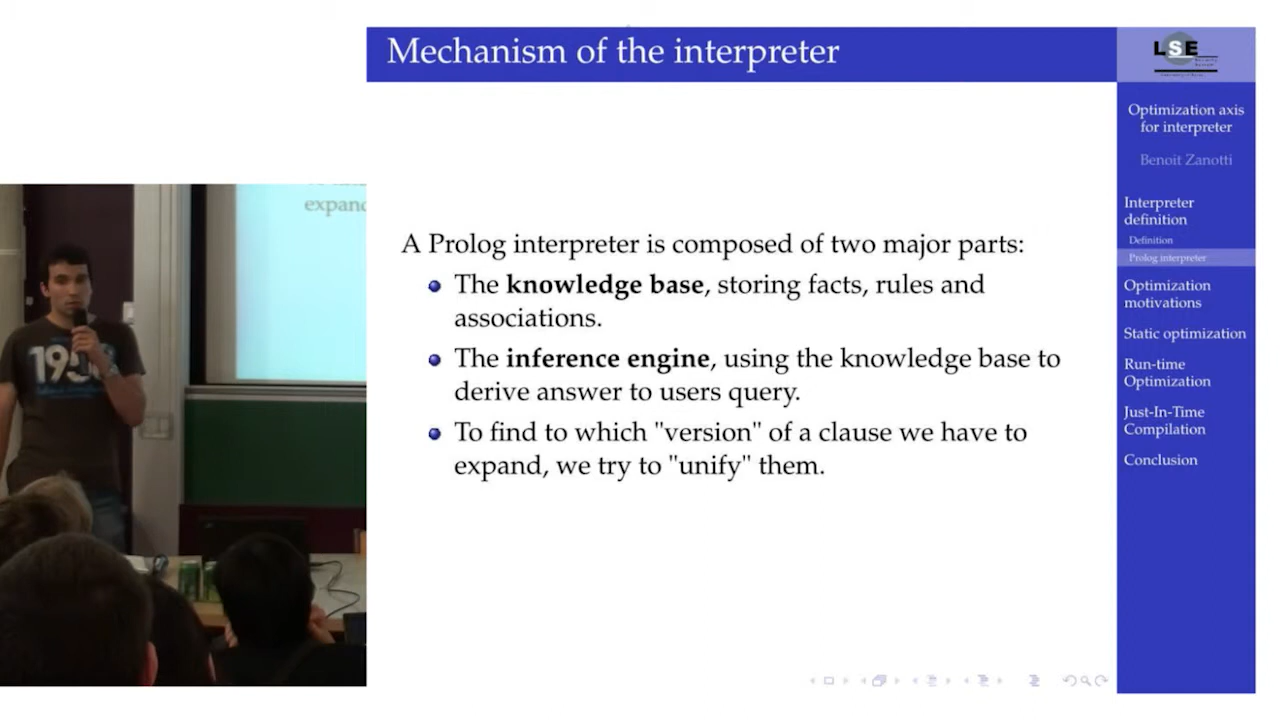 Mechanism of the interpreter
LSE
Optimization axis
for interpreter
Benoit Zanotti
Interpreter
definition
Definition
Prolog interpreter
Optimization
motivations
Static optimization
Run-time
Optimization
Just-In-Time
Compilation
Conclusion
A Prolog interpreter is composed of two major parts:
The knowledge base, storing facts, rules and
associations.
The inference engine, using the knowledge base to
derive answer to users query.
To find to which "version" of a clause we have to
expand, we try to "unify" them.